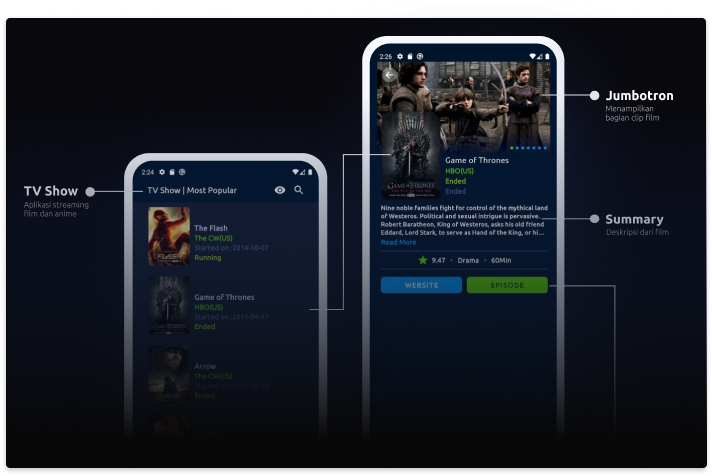 TV Show
Aplikasi streaming
film dan anime
2:24
TV Show | Most Popular
THE FLASH
The Flash
The CW(US)
Started on :2014-10-07
Running
Game of Thrones
HBO(US)
Started on :2011-04-17
Ended
Arrow
The CW(US)
Ended
2:26
GAME OF THRONES
Game of Thrones
HBO(US)
Ended
Ended
Nine noble families fight for control of the mythical land
of Westeros. Political and sexual intrigue is pervasive.
Robert Baratheon, King of Westeros, asks his old friend
Eddard, Lord Stark, to serve as Hand of the King, or hi...
Read More
9.47 • Drama • 60Min
WEBSITE
EPISODE
Jumbotron
Menampilkan
bagian clip film
Summary
Deskripsi dari film